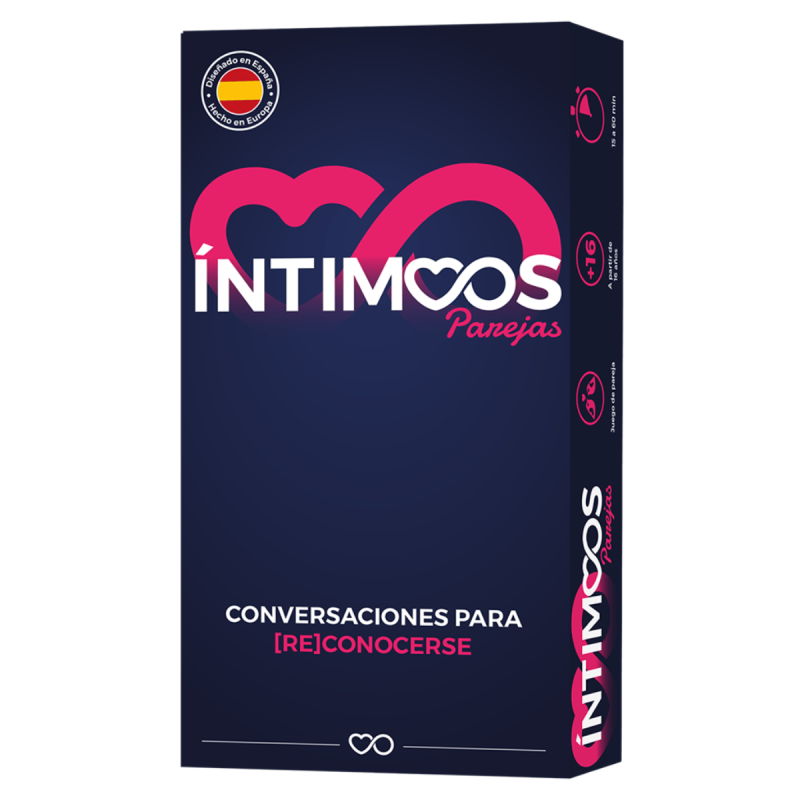 Diseñado en España
Hecho en Europa
ÍNTIMOOS
Parejas
CONVERSACIONES PARA
[RE]CONOCERSE
15 a 60 min
+16
A partir de
16 años
Juego de pareja
ÍNTIMOOS
Parejas